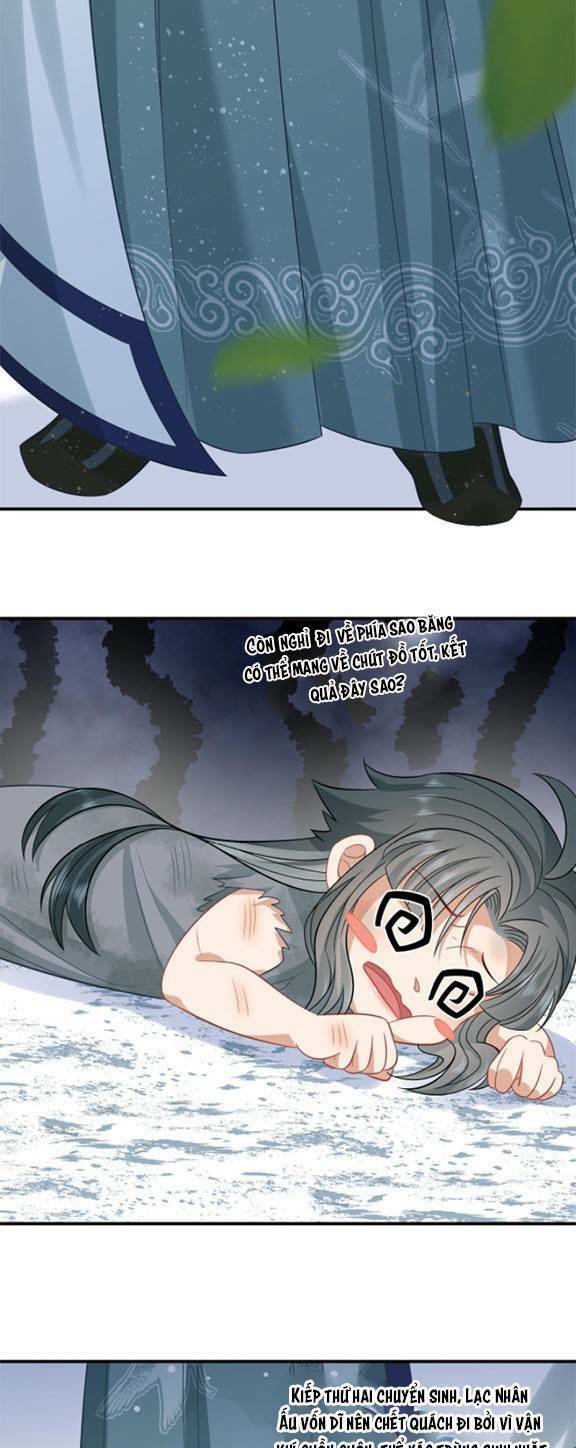 CÒN NGHỈ ĐI VỀ PHÍA SAO BĂNG
CÓ THỂ MANG VỀ CHÚT ĐỒ TỐT, KẾT
QUẢ ĐÂY SAO?
KIẾP THỨ HAI CHUYỂN SINH, LẠC NHÂN
ẤU VỐN DĨ NÊN CHẾT QUÁCH ĐI BỞI VÌ VẬN